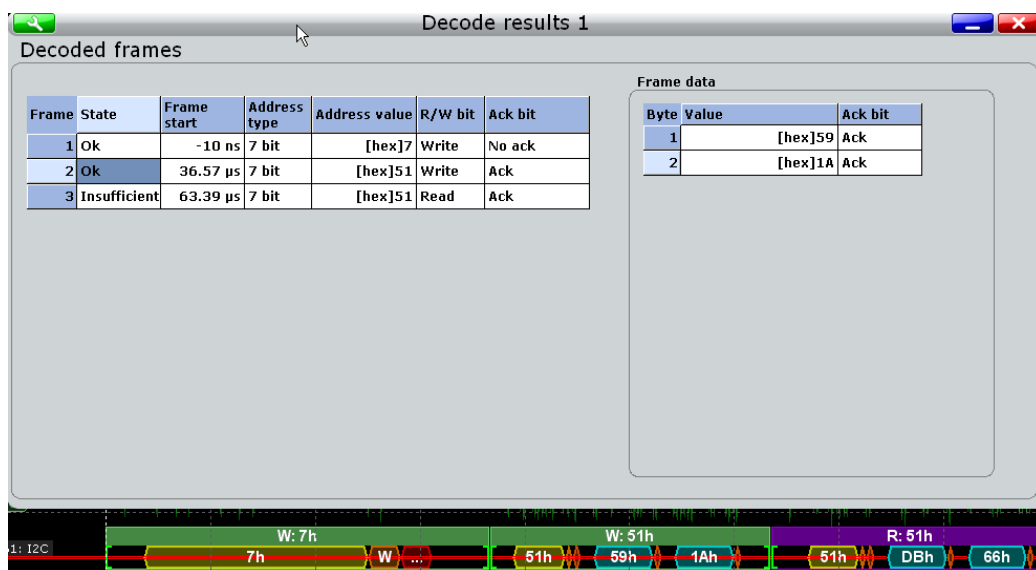 Decode results 1
Decoded frames
Frame State Frame start Address type Address value R/W bit Ack bit
1 Ok -10 ns 7 bit [hex]7 Write No ack
2 Ok 36.57 µs 7 bit [hex]51 Write Ack
3 Insufficient 63.39 µs 7 bit [hex]51 Read Ack
Frame data
Byte Value Ack bit
1 [hex]59 Ack
2 [hex]1A Ack
W: 7h W: 51h R: 51h
1: I2C
7h W ... 51h 59h 1Ah 51h DBh 66h